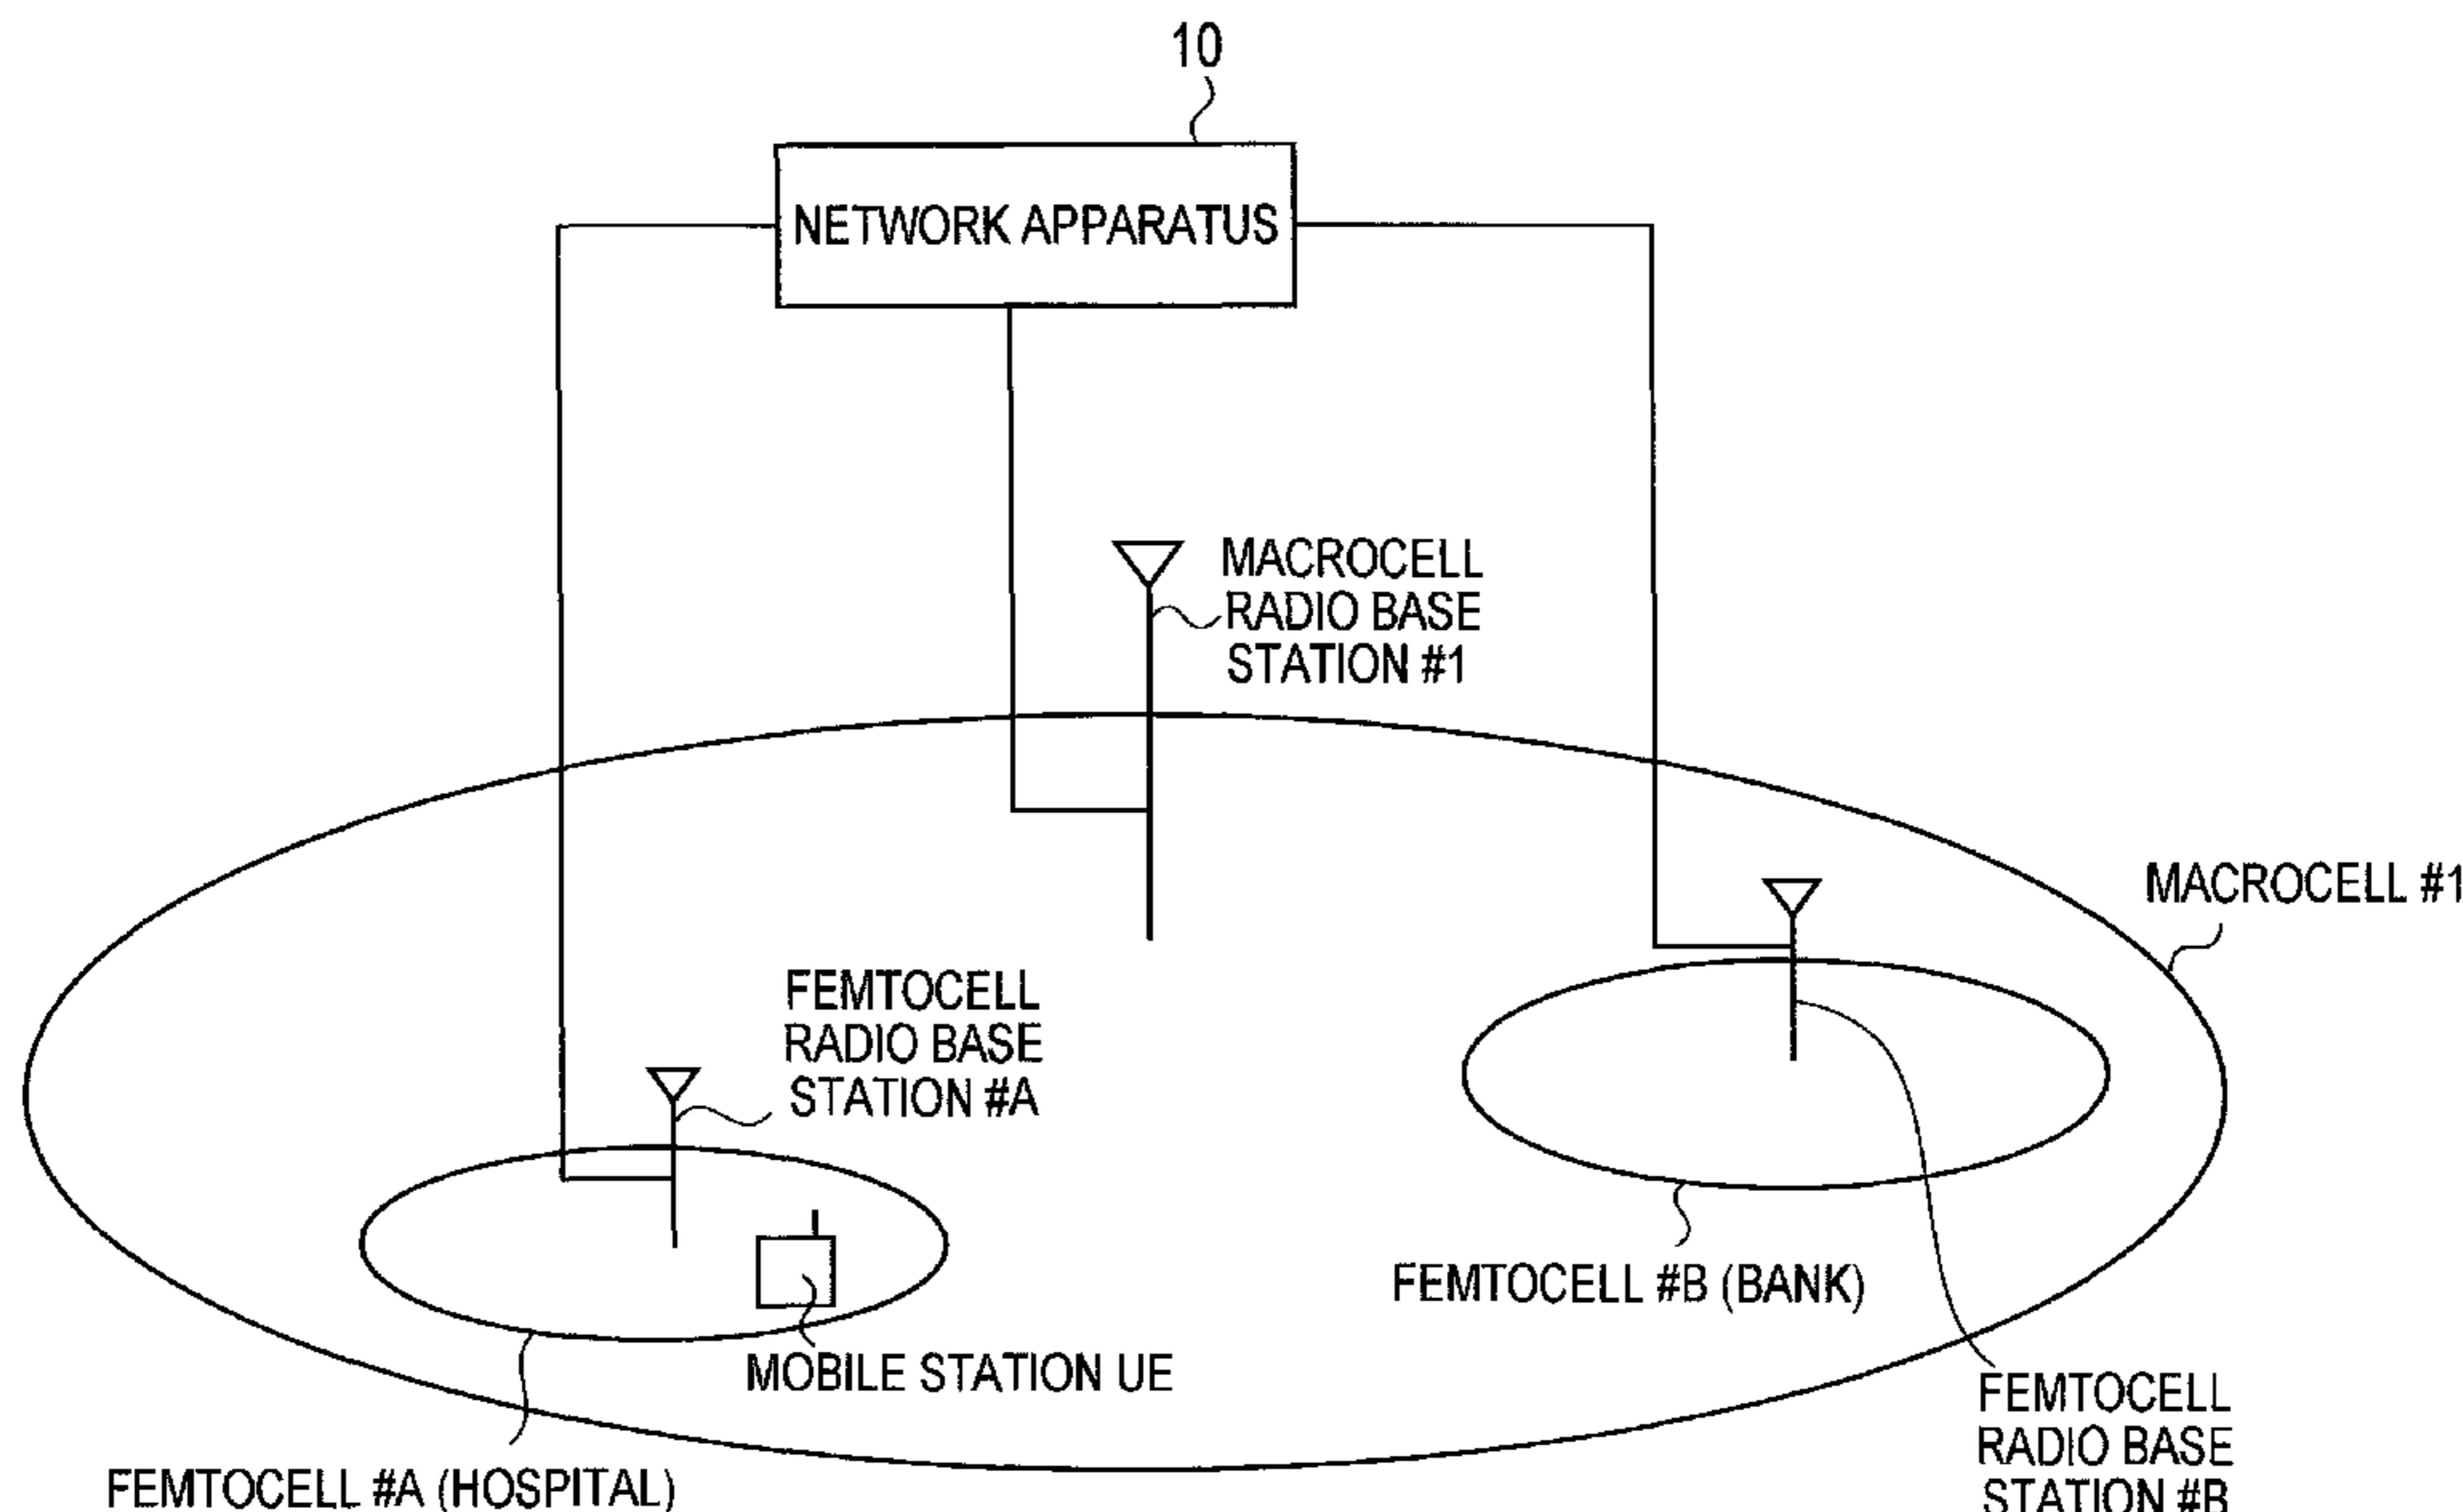 10
NETWORK APPARATUS
MACROCELL
RADIO BASE
STATION #1
MACROCELL #1
FEMTOCELL
RADIO BASE
STATION #A
FEMTOCELL #B (BANK)
MOBILE STATION UE
FEMTOCELL
RADIO BASE
STATION #B
FEMTOCELL #A (HOSPITAL)